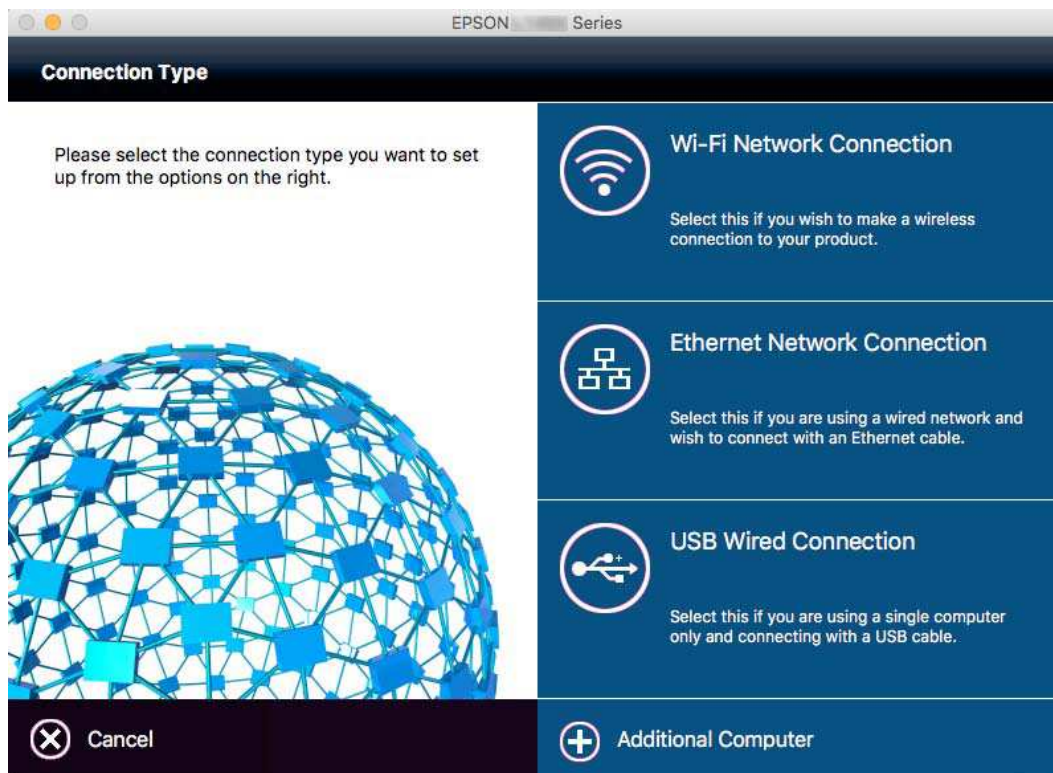 EPSON Series
Connection Type
Please select the connection type you want to set
up from the options on the right.
Wi-Fi Network Connection
Select this if you wish to make a wireless
connection to your product.
Ethernet Network Connection
Select this if you are using a wired network and
wish to connect with an Ethernet cable.
USB Wired Connection
Select this if you are using a single computer
only and connecting with a USB cable.
Cancel
Additional Computer